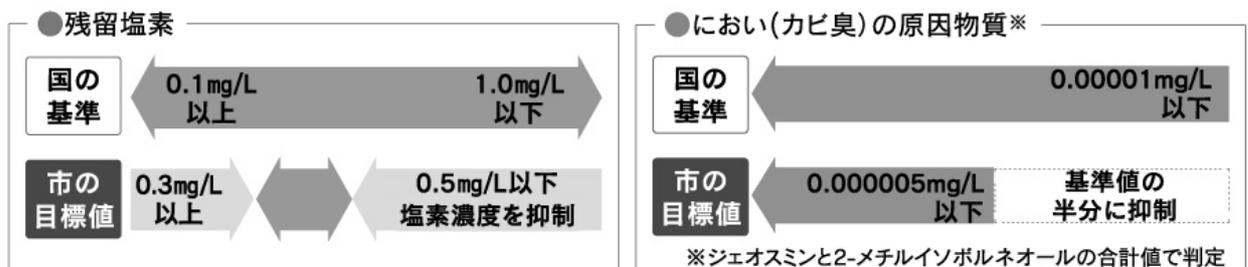 ●残留塩素
国の
基準
0.1㎎/L
以上
1.0㎎/L
以下
市の
目標値
0.3㎎/L
以上
0.5㎎/L以下
塩素濃度を抑制
●におい(カビ臭)の原因物質※
国の
基準
0.00001㎎/L
以下
市の
目標値
0.000005㎎/L
以下
基準値の
半分に抑制
※ジェオスミンと2-メチルイソボルネオールの合計値で判定